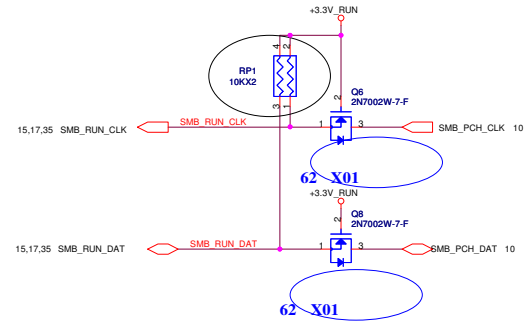 +3.3V_RUN
4 2
RP1
10KX2
3 1
Q6
2N7002W-7-F
2
15,17,35 SMB_RUN_CLK
SMB_RUN_CLK
1 3
SMB_PCH_CLK 10
62 X01
+3.3V_RUN
Q8
2N7002W-7-F
2
15,17,35 SMB_RUN_DAT
SMB_RUN_DAT
1 3
SMB_PCH_DAT 10
62 X01